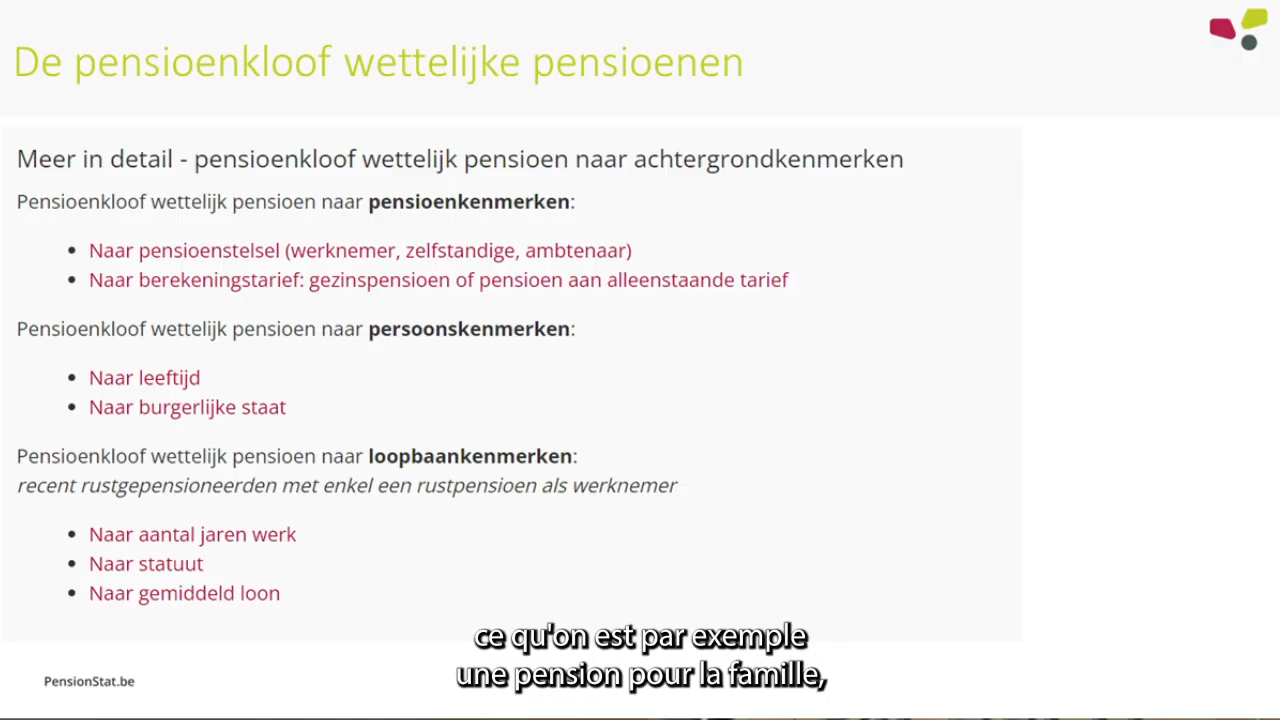 De pensioenkloof wettelijke pensioenen
Meer in detail - pensioenkloof wettelijk pensioen naar achtergrondkenmerken
Pensioenkloof wettelijk pensioen naar pensioenkenmerken:
Naar pensioenstelsel (werknemer, zelfstandige, ambtenaar)
Naar berekeningstarief: gezinspensioen of pensioen aan alleenstaande tarief
Pensioenkloof wettelijk pensioen naar persoonskenmerken:
Naar leeftijd
Naar burgerlijke staat
Pensioenkloof wettelijk pensioen naar loopbaankenmerken:
recent rustgepensioneerden met enkel een rustpensioen als werknemer
Naar aantal jaren werk
Naar statuut
Naar gemiddeld loon
ce qu'on est par exemple
une pension pour la famille,
PensionStat.be